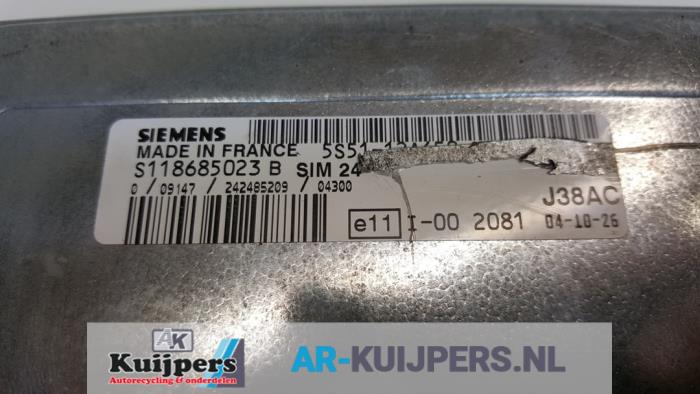 SIEMENS
MADE IN FRANCE 5S51-
S118685023 B SIM 24
0 / 09147 / 242485209 / 04300
J38AC
e11 I-00 2081 04-10-26
AK
Kuijpers
Autorecycling & onderdelen
AR-KUIJPERS.NL